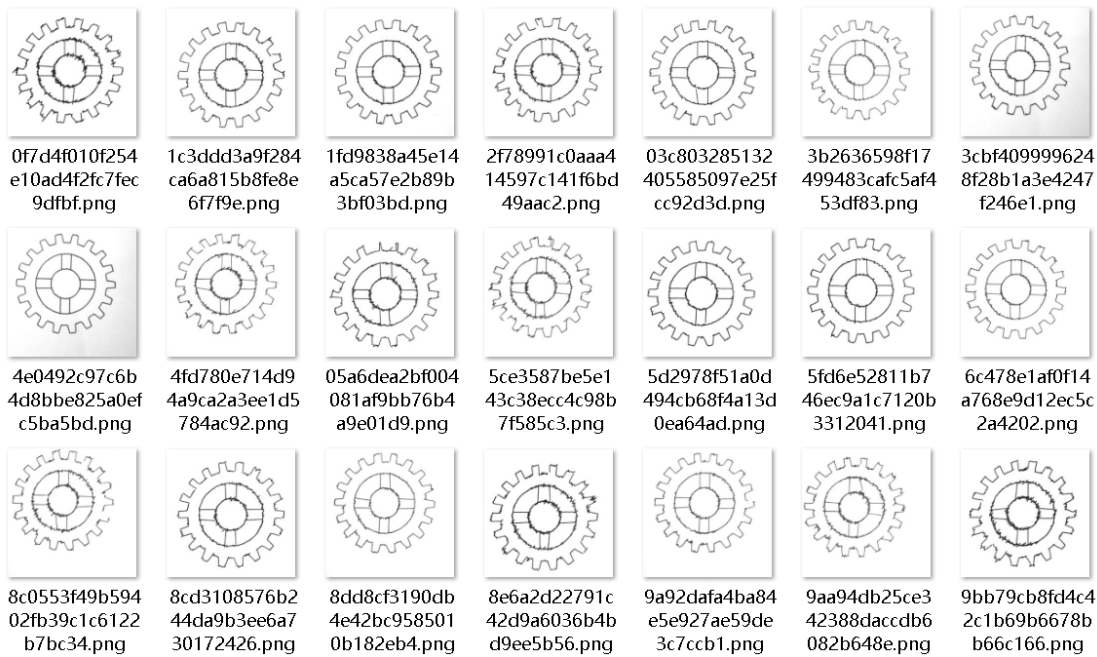 0f7d4f010f254
e10ad4f2fc7fec
9dfbf.png
1c3ddd3a9f284
ca6a815b8fe8e
6f7f9e.png
1fd9838a45e14
a5ca57e2b89b
3bf03bd.png
2f78991c0aaa4
14597c141f6bd
49aac2.png
03c803285132
405585097e25f
cc92d3d.png
3b2636598f17
499483cafc5af4
53df83.png
3cbf409999624
8f28b1a3e4247
f246e1.png
4e0492c97c6b
4d8bbe825a0ef
c5ba5bd.png
4fd780e714d9
4a9ca2a3ee1d5
784ac92.png
05a6dea2bf004
081af9bb76b4
a9e01d9.png
5ce3587be5e1
43c38ecc4c98b
7f585c3.png
5d2978f51a0d
494cb68f4a13d
0ea64ad.png
5fd6e52811b7
46ec9a1c7120b
3312041.png
6c478e1af0f14
a768e9d12ec5c
2a4202.png
8c0553f49b594
02fb39c1c6122
b7bc34.png
8cd3108576b2
44da9b3ee6a7
30172426.png
8dd8cf3190db
4e42bc958501
0b182eb4.png
8e6a2d22791c
42d9a6036b4b
d9ee5b56.png
9a92dafa4ba84
e5e927ae59de
3c7ccb1.png
9aa94db25ce3
42388daccdb6
082b648e.png
9bb79cb8fd4c4
2c1b69b6678b
b66c166.png